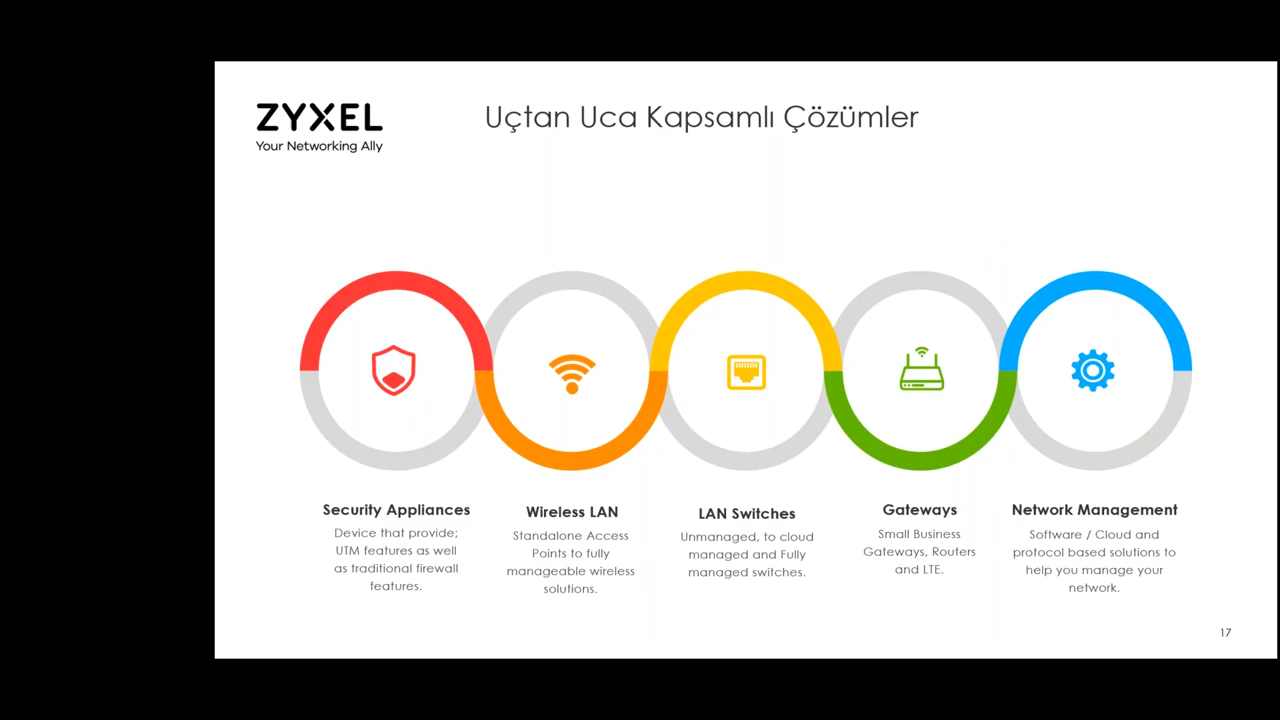 ZYXEL
Your Networking Ally
Uçtan Uca Kapsamlı Çözümler
Security Appliances
Device that provide;
UTM features as well
as traditional firewall
features.
Wireless LAN
Standalone Access
Points to fully
manageable wireless
solutions.
LAN Switches
Unmanaged, to cloud
managed and Fully
managed switches.
Gateways
Small Business
Gateways, Routers
and LTE.
Network Management
Software / Cloud and
protocol based solutions to
help you manage your
network.
17